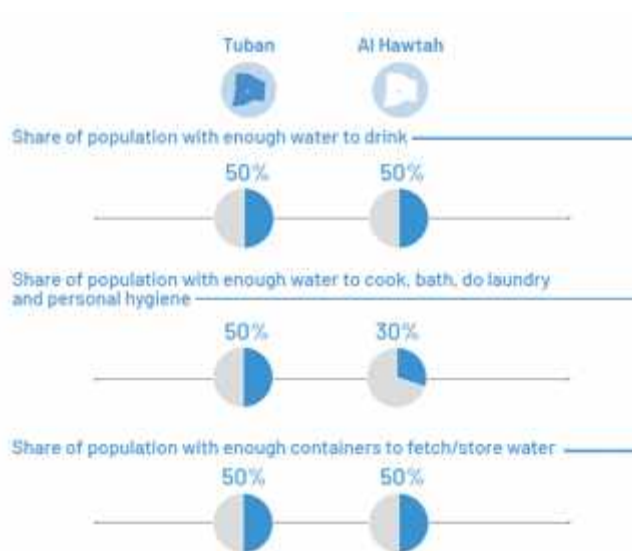 Tuban Al Hawtah
Share of population with enough water to drink
50% 50%
Share of population with enough water to cook, bath, do laundry
and personal hygiene
50% 30%
Share of population with enough containers to fetch/store water
50% 50%